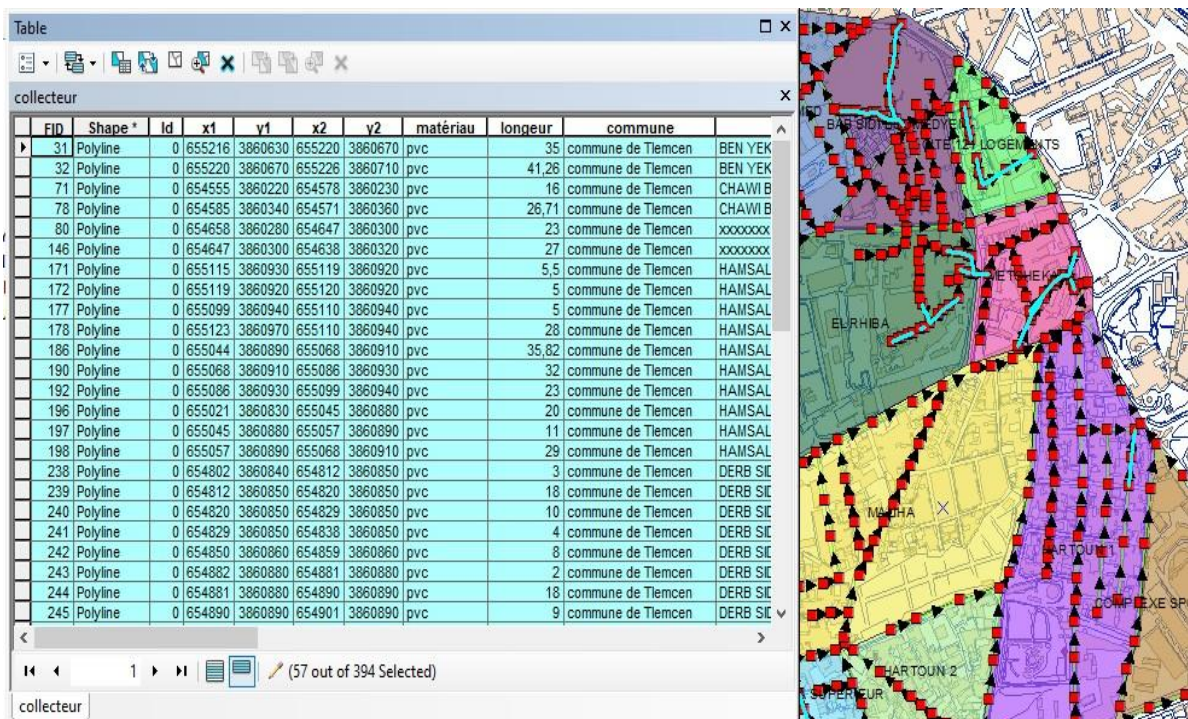 Table
collecteur
FID Shape * Id x1 y1 x2 y2 matériau longeur commune
31 Polyline 0 655216 3860630 655220 3860670 pvc 35 commune de Tlemcen BEN YEK
32 Polyline 0 655220 3860670 655226 3860710 pvc 41,26 commune de Tlemcen BEN YEK
71 Polyline 0 654555 3860220 654578 3860230 pvc 16 commune de Tlemcen CHAWI B
78 Polyline 0 654585 3860340 654571 3860360 pvc 26,71 commune de Tlemcen CHAWI B
80 Polyline 0 654658 3860280 654647 3860300 pvc 23 commune de Tlemcen xxxxxxx
146 Polyline 0 654647 3860300 654638 3860320 pvc 27 commune de Tlemcen xxxxxxx
171 Polyline 0 655115 3860930 655119 3860920 pvc 5,5 commune de Tlemcen HAMSAL
172 Polyline 0 655119 3860920 655120 3860920 pvc 5 commune de Tlemcen HAMSAL
177 Polyline 0 655099 3860940 655110 3860940 pvc 5 commune de Tlemcen HAMSAL
178 Polyline 0 655123 3860970 655110 3860940 pvc 28 commune de Tlemcen HAMSAL
186 Polyline 0 655044 3860890 655068 3860910 pvc 35,82 commune de Tlemcen HAMSAL
190 Polyline 0 655068 3860910 655086 3860930 pvc 32 commune de Tlemcen HAMSAL
192 Polyline 0 655086 3860930 655099 3860940 pvc 23 commune de Tlemcen HAMSAL
196 Polyline 0 655021 3860830 655045 3860880 pvc 20 commune de Tlemcen HAMSAL
197 Polyline 0 655045 3860880 655057 3860890 pvc 11 commune de Tlemcen HAMSAL
198 Polyline 0 655057 3860890 655068 3860910 pvc 29 commune de Tlemcen HAMSAL
238 Polyline 0 654802 3860840 654812 3860850 pvc 3 commune de Tlemcen DERB SID
239 Polyline 0 654812 3860850 654820 3860850 pvc 18 commune de Tlemcen DERB SID
240 Polyline 0 654820 3860850 654829 3860850 pvc 10 commune de Tlemcen DERB SID
241 Polyline 0 654829 3860850 654838 3860850 pvc 4 commune de Tlemcen DERB SID
242 Polyline 0 654850 3860860 654859 3860860 pvc 8 commune de Tlemcen DERB SID
243 Polyline 0 654882 3860880 654881 3860880 pvc 2 commune de Tlemcen DERB SID
244 Polyline 0 654881 3860880 654890 3860890 pvc 18 commune de Tlemcen DERB SID
245 Polyline 0 654890 3860890 654901 3860890 pvc 9 commune de Tlemcen DERB SID
1 (57 out of 394 Selected)
collecteur
BAB SIDI
LOGEMENTS
EL RHIBA
HARTOUN 1
COMPLEXE SP
HARTOUN 2
SUPERIEUR